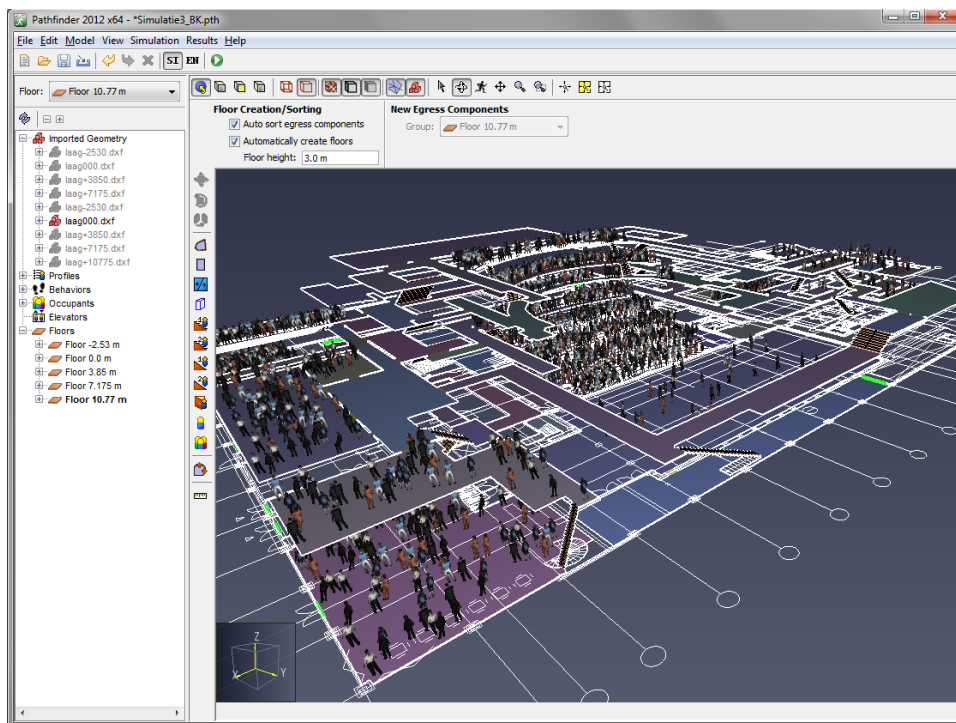 Pathfinder 2012 x64 - *Simulatie3_BK.pth
File Edit Model View Simulation Results Help
SI EN
Floor: Floor 10.77 m
Floor Creation/Sorting
Auto sort egress components
Automatically create floors
Floor height: 3.0 m
New Egress Components
Group: Floor 10.77 m
Imported Geometry
laag-2530.dxf
laag000.dxf
laag+3850.dxf
laag+7175.dxf
laag-2530.dxf
laag000.dxf
laag+3850.dxf
laag+7175.dxf
laag+10775.dxf
Profiles
Behaviors
Occupants
Elevators
Floors
Floor -2.53 m
Floor 0.0 m
Floor 3.85 m
Floor 7.175 m
Floor 10.77 m
Z
X Y